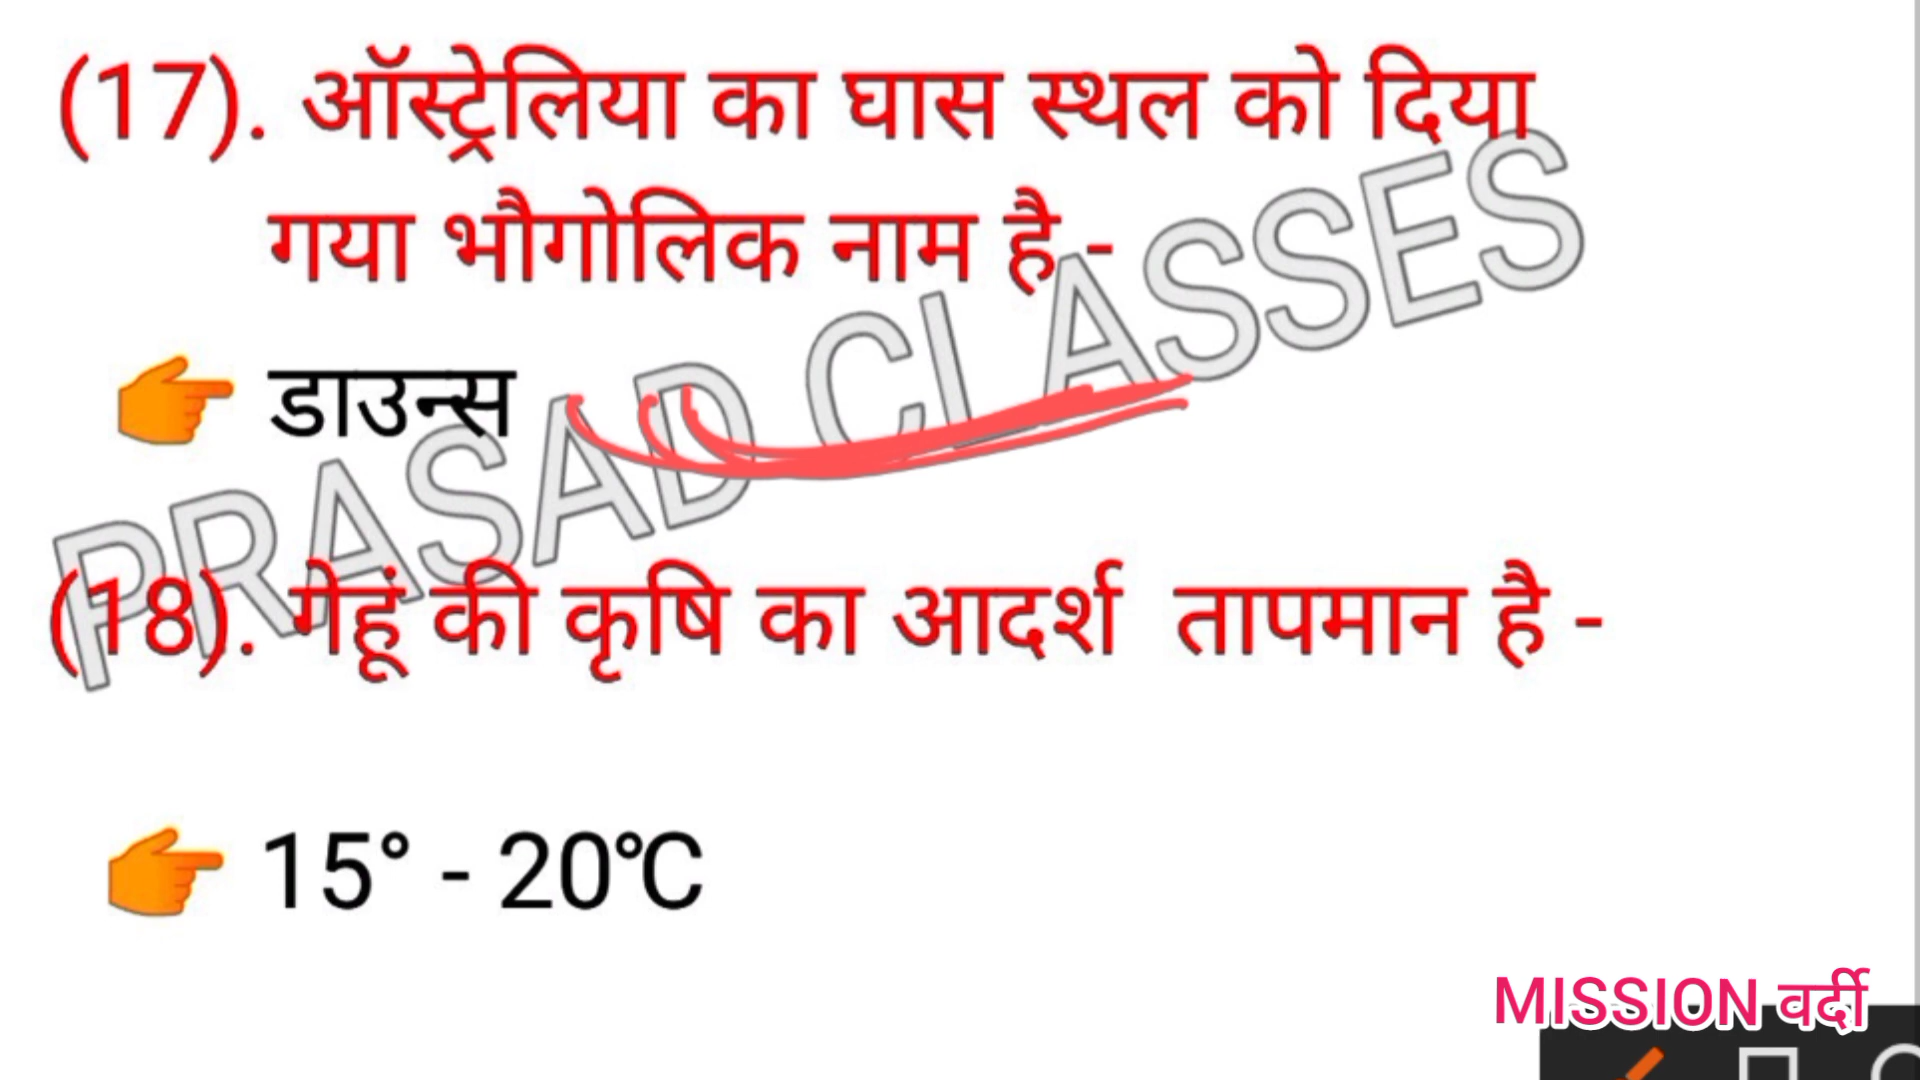 (17). ऑस्ट्रेलिया का घास स्थल को दिया
गया भौगोलिक नाम है -
👉 डाउन्स
PRASAD CLASSES
(18). गेहूं की कृषि का आदर्श तापमान है -
👉 15° - 20℃
MISSION वर्दी